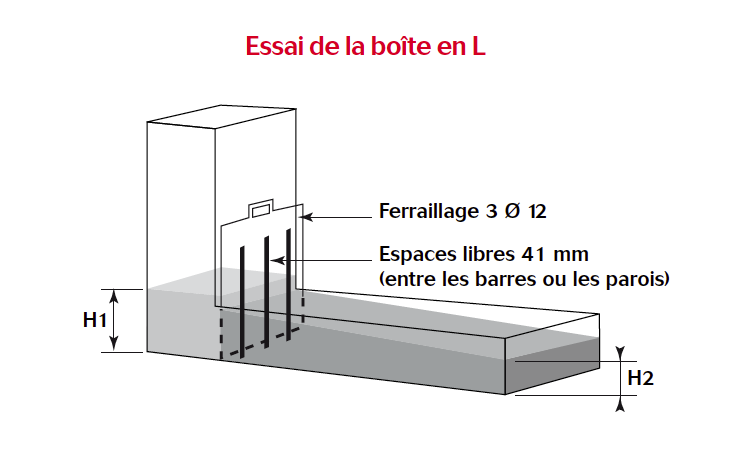 Essai de la boîte en L
Ferraillage 3 Ø 12
Espaces libres 41 mm
(entre les barres ou les parois)
H1
H2